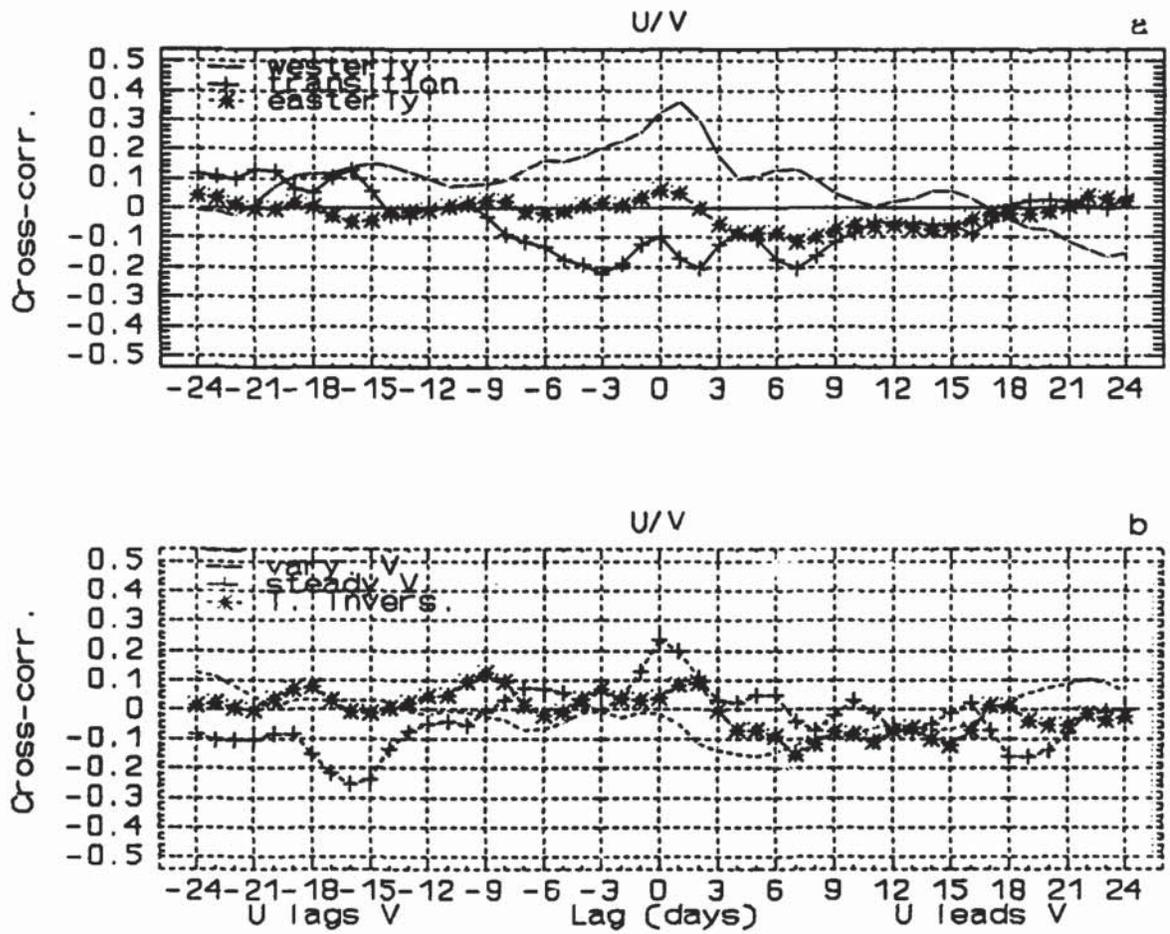 U/V a
westerly
transition
easterly
Cross-corr.
0.5
0.4
0.3
0.2
0.1
0
-0.1
-0.2
-0.3
-0.4
-0.5
-24 -21 -18 -15 -12 -9 -6 -3 0 3 6 9 12 15 18 21 24
U/V b
vary. V
steady V
T. invers.
Cross-corr.
0.5
0.4
0.3
0.2
0.1
0
-0.1
-0.2
-0.3
-0.4
-0.5
-24 -21 -18 -15 -12 -9 -6 -3 0 3 6 9 12 15 18 21 24
U lags V Lag (days) U leads V